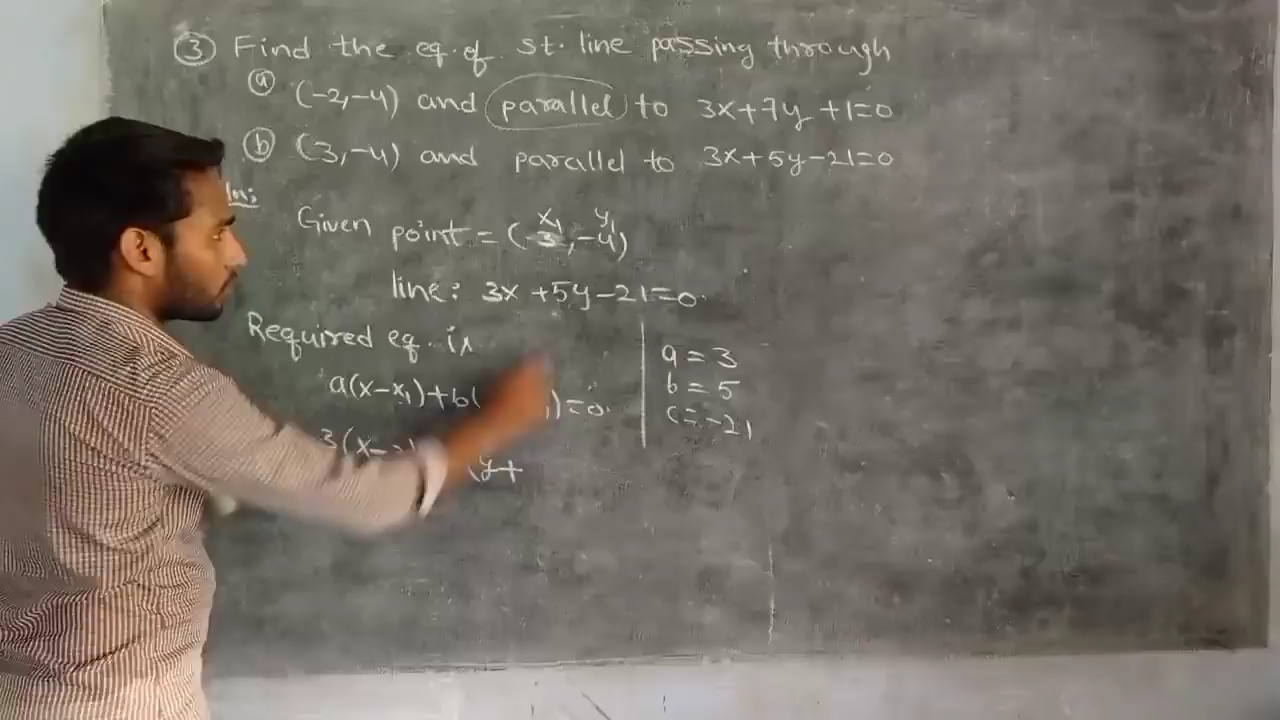 ③ Find the eq. of st. line passing through
ⓐ (-2,-4) and parallel to 3x+7y+1=0
ⓑ (3,-4) and parallel to 3x+5y-21=0
ln;
x₁ y₁
Given point = (3,-4)
line: 3x+5y-21=0.
Required eq. is
a(x-x₁)+b( ₁)=0.
3(x- (y+
a = 3
b = 5
c = -21